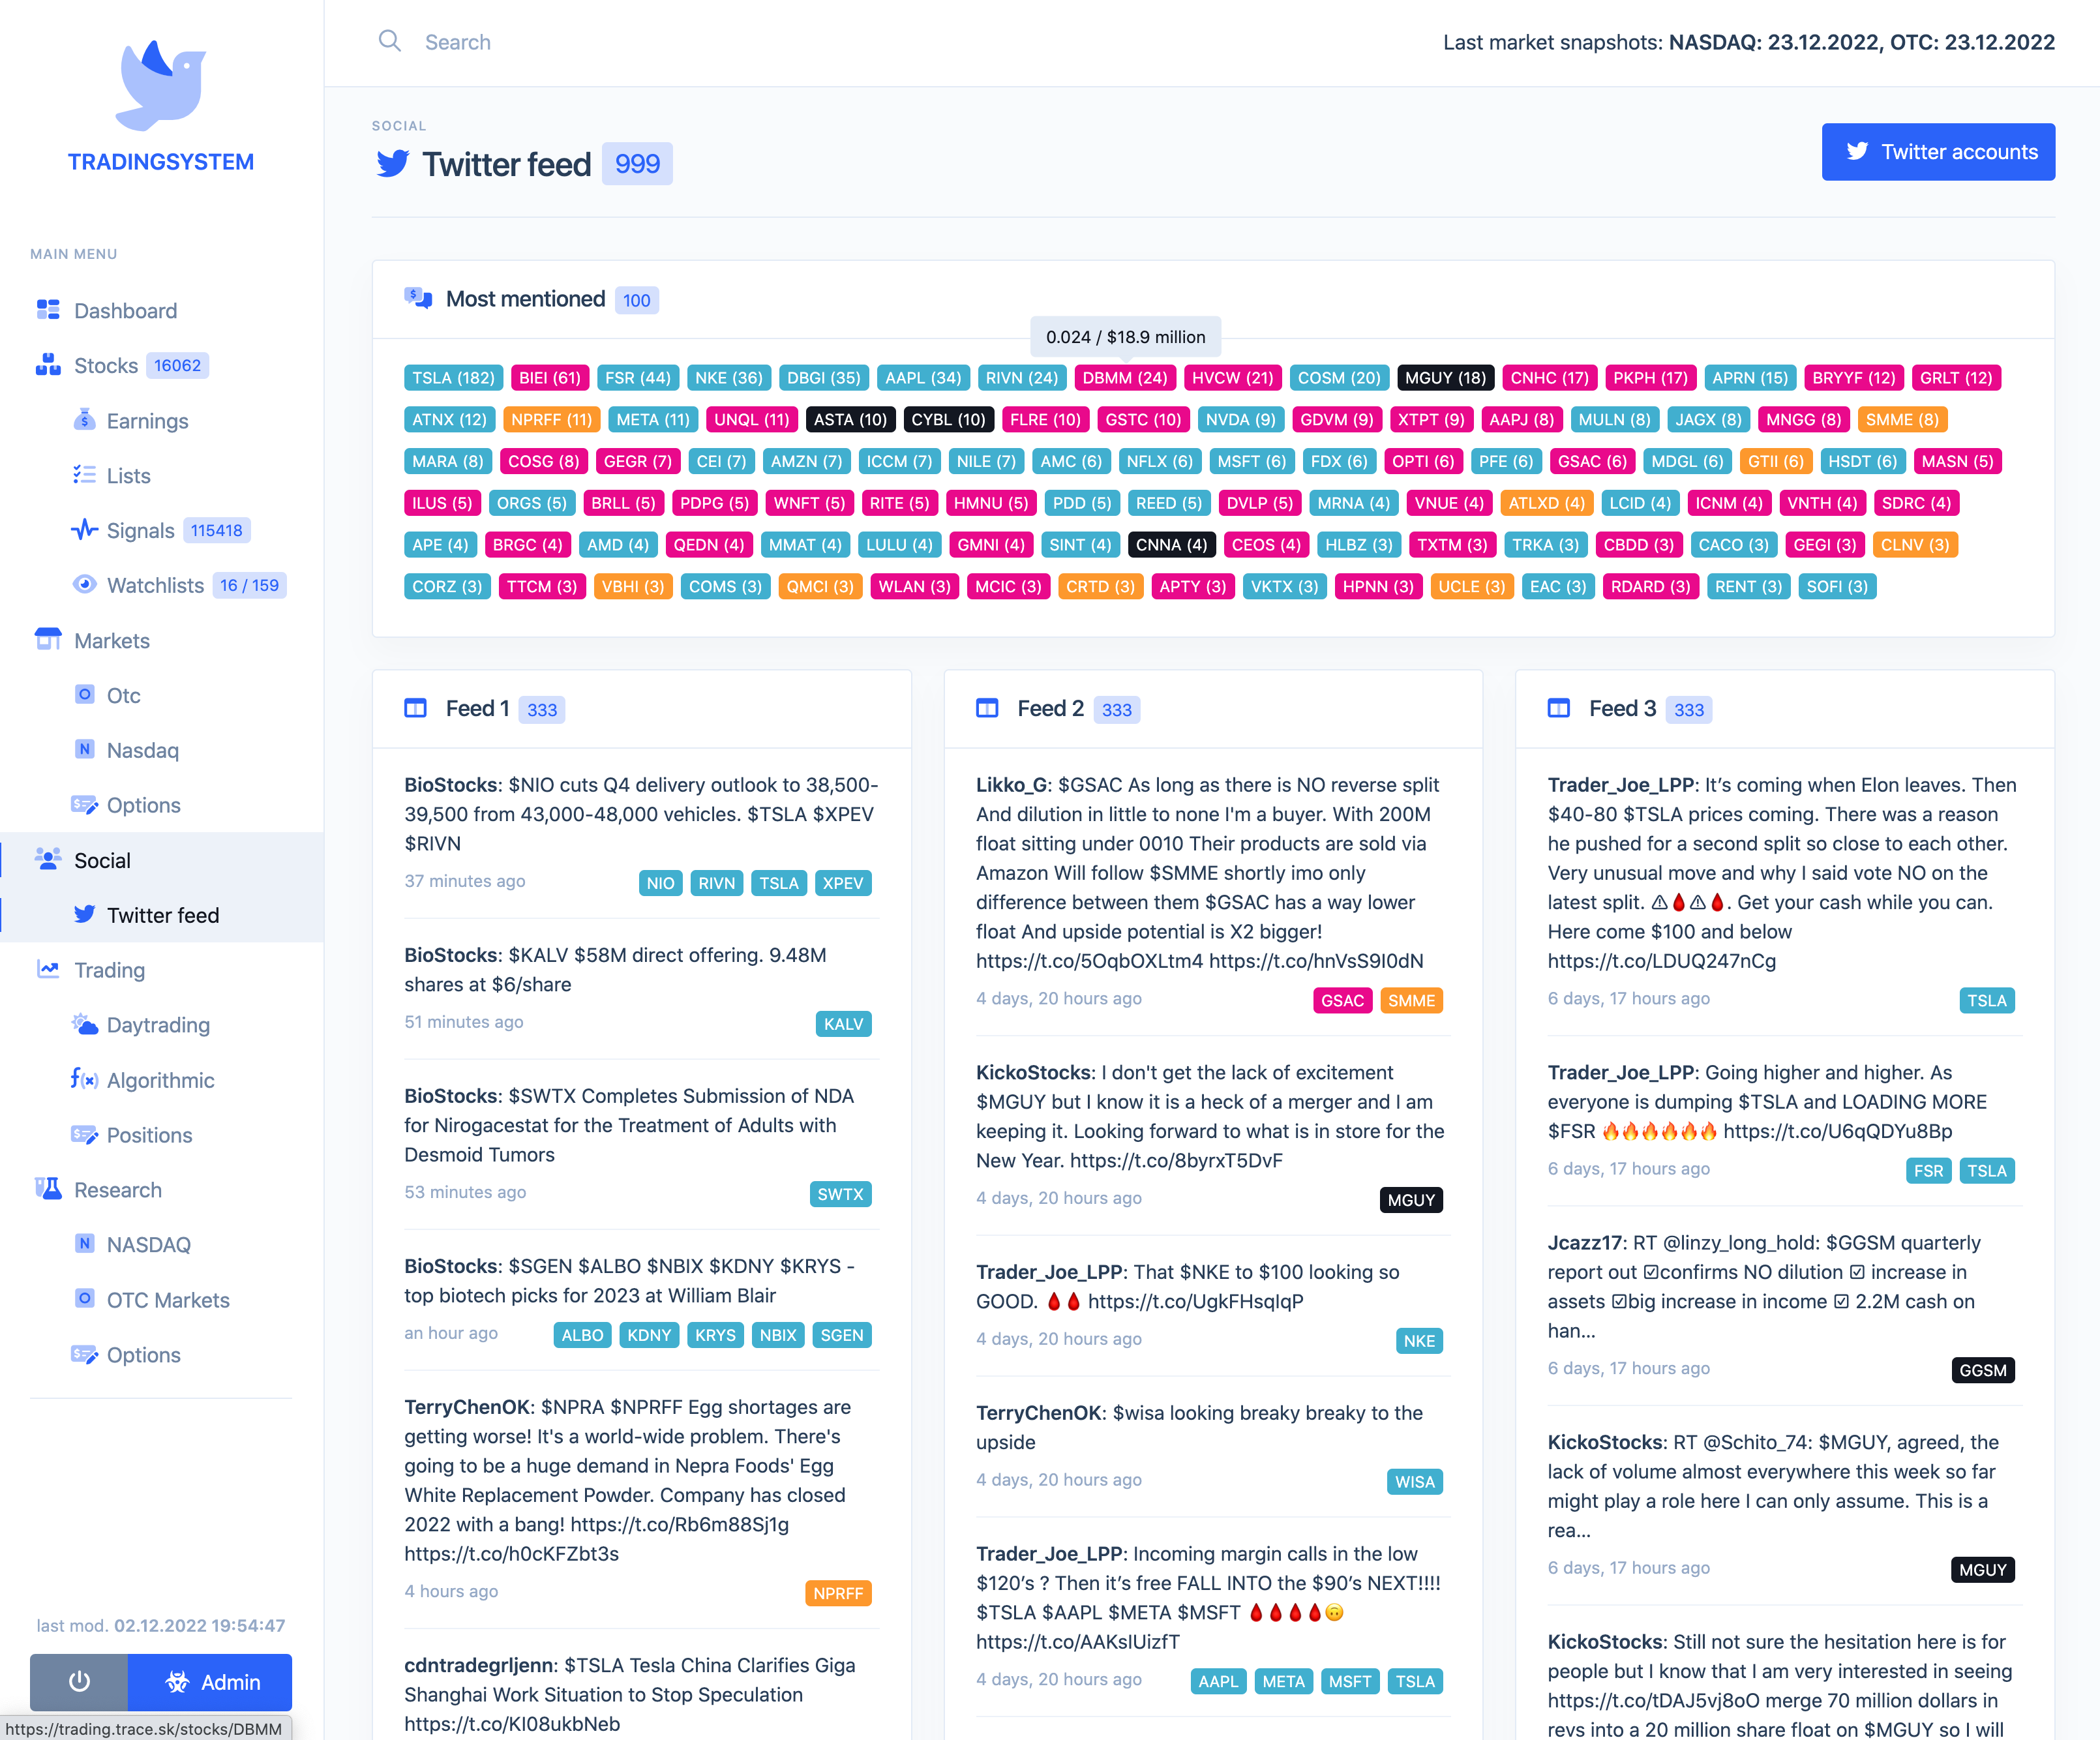 TRADINGSYSTEM
MAIN MENU
Dashboard
Stocks 16062
Earnings
Lists
Signals 115418
Watchlists 16 / 159
Markets
Otc
Nasdaq
Options
Social
Twitter feed
Trading
Daytrading
Algorithmic
Positions
Research
NASDAQ
OTC Markets
Options
last mod. 02.12.2022 19:54:47
Admin
https://trading.trace.sk/stocks/DBMM
Search
Last market snapshots: NASDAQ: 23.12.2022, OTC: 23.12.2022
SOCIAL
Twitter feed 999
Twitter accounts
Most mentioned 100
0.024 / $18.9 million
TSLA (182) BIEI (61) FSR (44) NKE (36) DBGI (35) AAPL (34) RIVN (24) DBMM (24) HVCW (21) COSM (20) MGUY (18) CNHC (17) PKPH (17) APRN (15) BRYYF (12) GRLT (12)
ATNX (12) NPRFF (11) META (11) UNQL (11) ASTA (10) CYBL (10) FLRE (10) GSTC (10) NVDA (9) GDVM (9) XTPT (9) AAPJ (8) MULN (8) JAGX (8) MNGG (8) SMME (8)
MARA (8) COSG (8) GEGR (7) CEI (7) AMZN (7) ICCM (7) NILE (7) AMC (6) NFLX (6) MSFT (6) FDX (6) OPTI (6) PFE (6) GSAC (6) MDGL (6) GTII (6) HSDT (6) MASN (5)
ILUS (5) ORGS (5) BRLL (5) PDPG (5) WNFT (5) RITE (5) HMNU (5) PDD (5) REED (5) DVLP (5) MRNA (4) VNUE (4) ATLXD (4) LCID (4) ICNM (4) VNTH (4) SDRC (4)
APE (4) BRGC (4) AMD (4) QEDN (4) MMAT (4) LULU (4) GMNI (4) SINT (4) CNNA (4) CEOS (4) HLBZ (3) TXTM (3) TRKA (3) CBDD (3) CACO (3) GEGI (3) CLNV (3)
CORZ (3) TTCM (3) VBHI (3) COMS (3) QMCI (3) WLAN (3) MCIC (3) CRTD (3) APTY (3) VKTX (3) HPNN (3) UCLE (3) EAC (3) RDARD (3) RENT (3) SOFI (3)
Feed 1 333
BioStocks: $NIO cuts Q4 delivery outlook to 38,500-
39,500 from 43,000-48,000 vehicles. $TSLA $XPEV
$RIVN
37 minutes ago NIO RIVN TSLA XPEV
BioStocks: $KALV $58M direct offering. 9.48M
shares at $6/share
51 minutes ago KALV
BioStocks: $SWTX Completes Submission of NDA
for Nirogacestat for the Treatment of Adults with
Desmoid Tumors
53 minutes ago SWTX
BioStocks: $SGEN $ALBO $NBIX $KDNY $KRYS -
top biotech picks for 2023 at William Blair
an hour ago ALBO KDNY KRYS NBIX SGEN
TerryChenOK: $NPRA $NPRFF Egg shortages are
getting worse! It's a world-wide problem. There's
going to be a huge demand in Nepra Foods' Egg
White Replacement Powder. Company has closed
2022 with a bang! https://t.co/Rb6m88Sj1g
https://t.co/h0cKFZbt3s
4 hours ago NPRFF
cdntradegrljenn: $TSLA Tesla China Clarifies Giga
Shanghai Work Situation to Stop Speculation
https://t.co/KI08ukbNeb
Feed 2 333
Likko_G: $GSAC As long as there is NO reverse split
And dilution in little to none I'm a buyer. With 200M
float sitting under 0010 Their products are sold via
Amazon Will follow $SMME shortly imo only
difference between them $GSAC has a way lower
float And upside potential is X2 bigger!
https://t.co/5OqbOXLtm4 https://t.co/hnVsS9I0dN
4 days, 20 hours ago GSAC SMME
KickoStocks: I don't get the lack of excitement
$MGUY but I know it is a heck of a merger and I am
keeping it. Looking forward to what is in store for the
New Year. https://t.co/8byrxT5DvF
4 days, 20 hours ago MGUY
Trader_Joe_LPP: That $NKE to $100 looking so
GOOD. 🩸🩸 https://t.co/UgkFHsqIqP
4 days, 20 hours ago NKE
TerryChenOK: $wisa looking breaky breaky to the
upside
4 days, 20 hours ago WISA
Trader_Joe_LPP: Incoming margin calls in the low
$120’s ? Then it’s free FALL INTO the $90’s NEXT!!!!
$TSLA $AAPL $META $MSFT 🩸🩸🩸🩸🙃
https://t.co/AAKsIUizfT
4 days, 20 hours ago AAPL META MSFT TSLA
Feed 3 333
Trader_Joe_LPP: It’s coming when Elon leaves. Then
$40-80 $TSLA prices coming. There was a reason
he pushed for a second split so close to each other.
Very unusual move and why I said vote NO on the
latest split. ⚠🩸⚠🩸. Get your cash while you can.
Here come $100 and below
https://t.co/LDUQ247nCg
6 days, 17 hours ago TSLA
Trader_Joe_LPP: Going higher and higher. As
everyone is dumping $TSLA and LOADING MORE
$FSR 🔥🔥🔥🔥🔥🔥 https://t.co/U6qQDYu8Bp
6 days, 17 hours ago FSR TSLA
Jcazz17: RT @linzy_long_hold: $GGSM quarterly
report out ☑confirms NO dilution ☑ increase in
assets ☑big increase in income ☑ 2.2M cash on
han…
6 days, 17 hours ago GGSM
KickoStocks: RT @Schito_74: $MGUY, agreed, the
lack of volume almost everywhere this week so far
might play a role here I can only assume. This is a
rea…
6 days, 17 hours ago MGUY
KickoStocks: Still not sure the hesitation here is for
people but I know that I am very interested in seeing
https://t.co/tDAJ5vj8oO merge 70 million dollars in
revs into a 20 million share float on $MGUY so I will